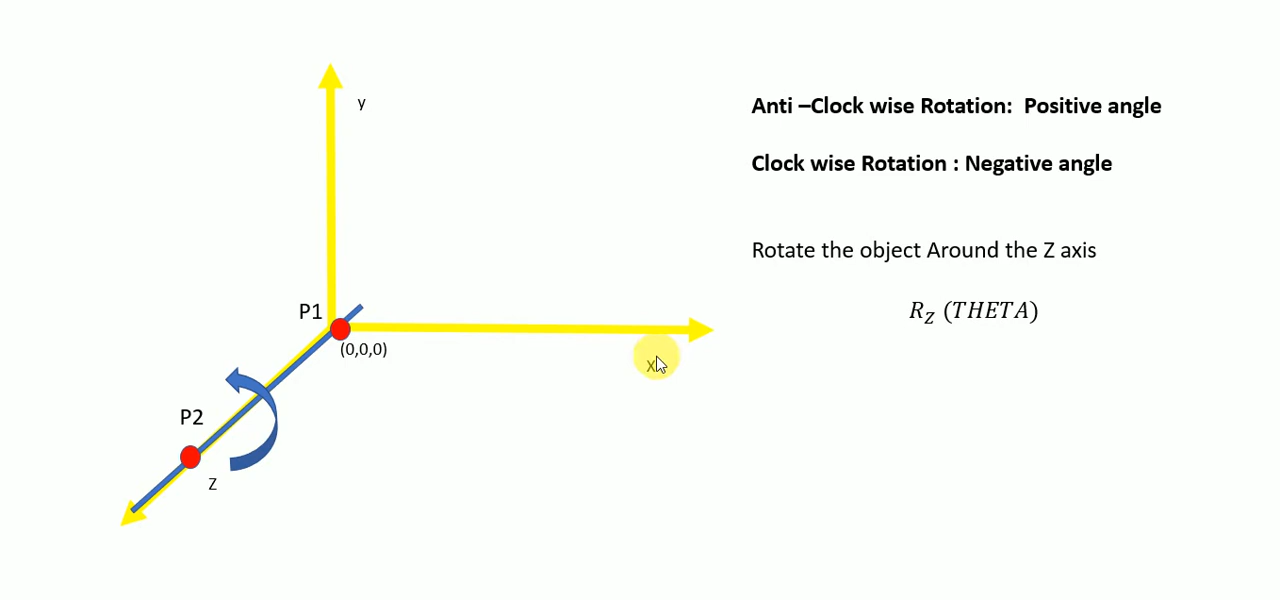 y
Anti –Clock wise Rotation:  Positive angle
Clock wise Rotation : Negative angle
Rotate the object Around the Z axis
R_Z (THETA)
P1
(0,0,0)
X
P2
Z